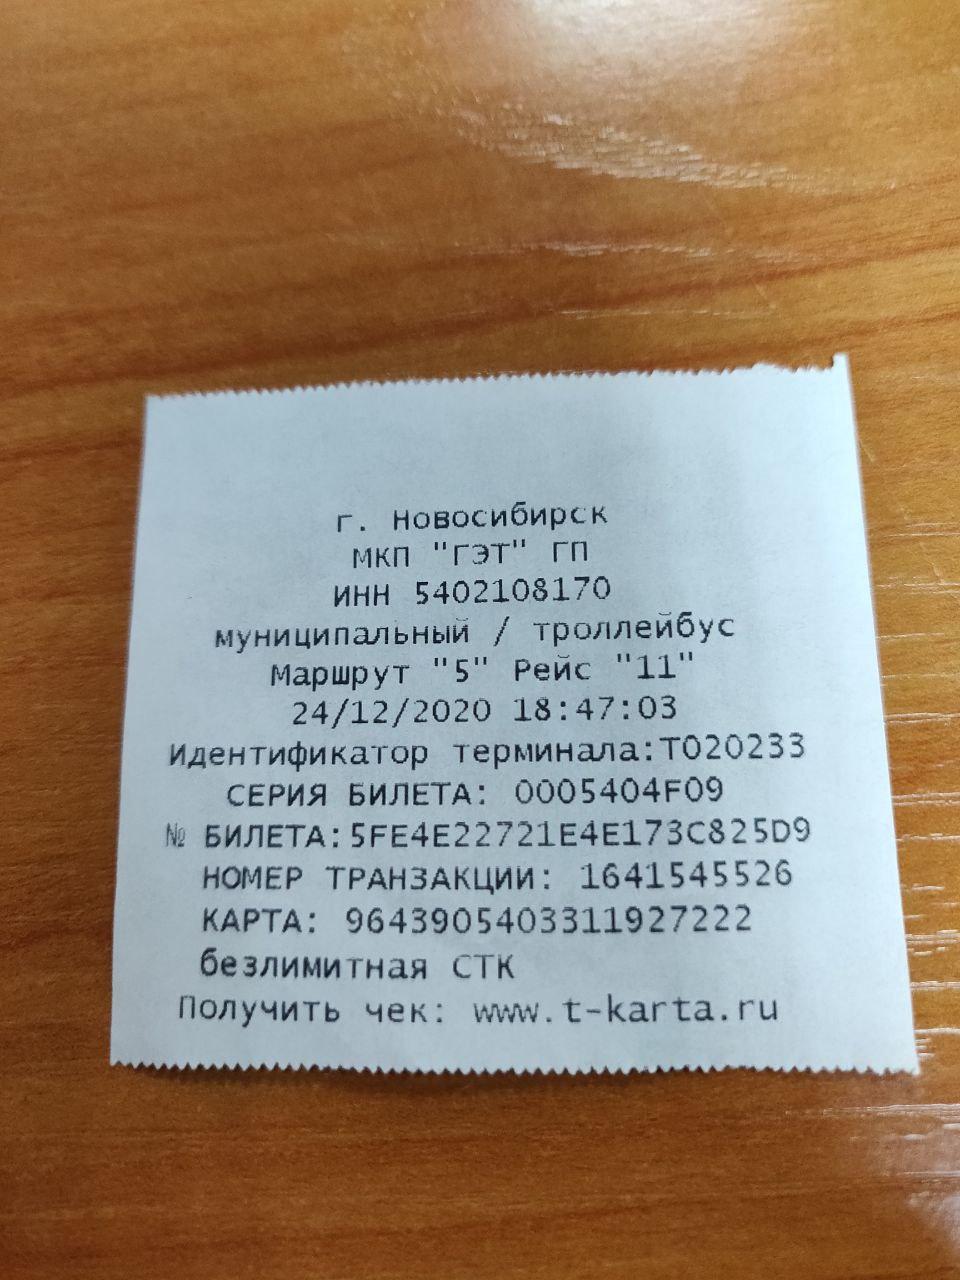 г. Новосибирск
МКП "ГЭТ" ГП
ИНН 5402108170
муниципальный / троллейбус
Маршрут "5" Рейс "11"
24/12/2020 18:47:03
Идентификатор терминала:T020233
СЕРИЯ БИЛЕТА: 0005404F09
№ БИЛЕТА:5FE4E22721E4E173C825D9
НОМЕР ТРАНЗАКЦИИ: 1641545526
КАРТА: 9643905403311927222
безлимитная СТК
Получить чек: www.t-karta.ru